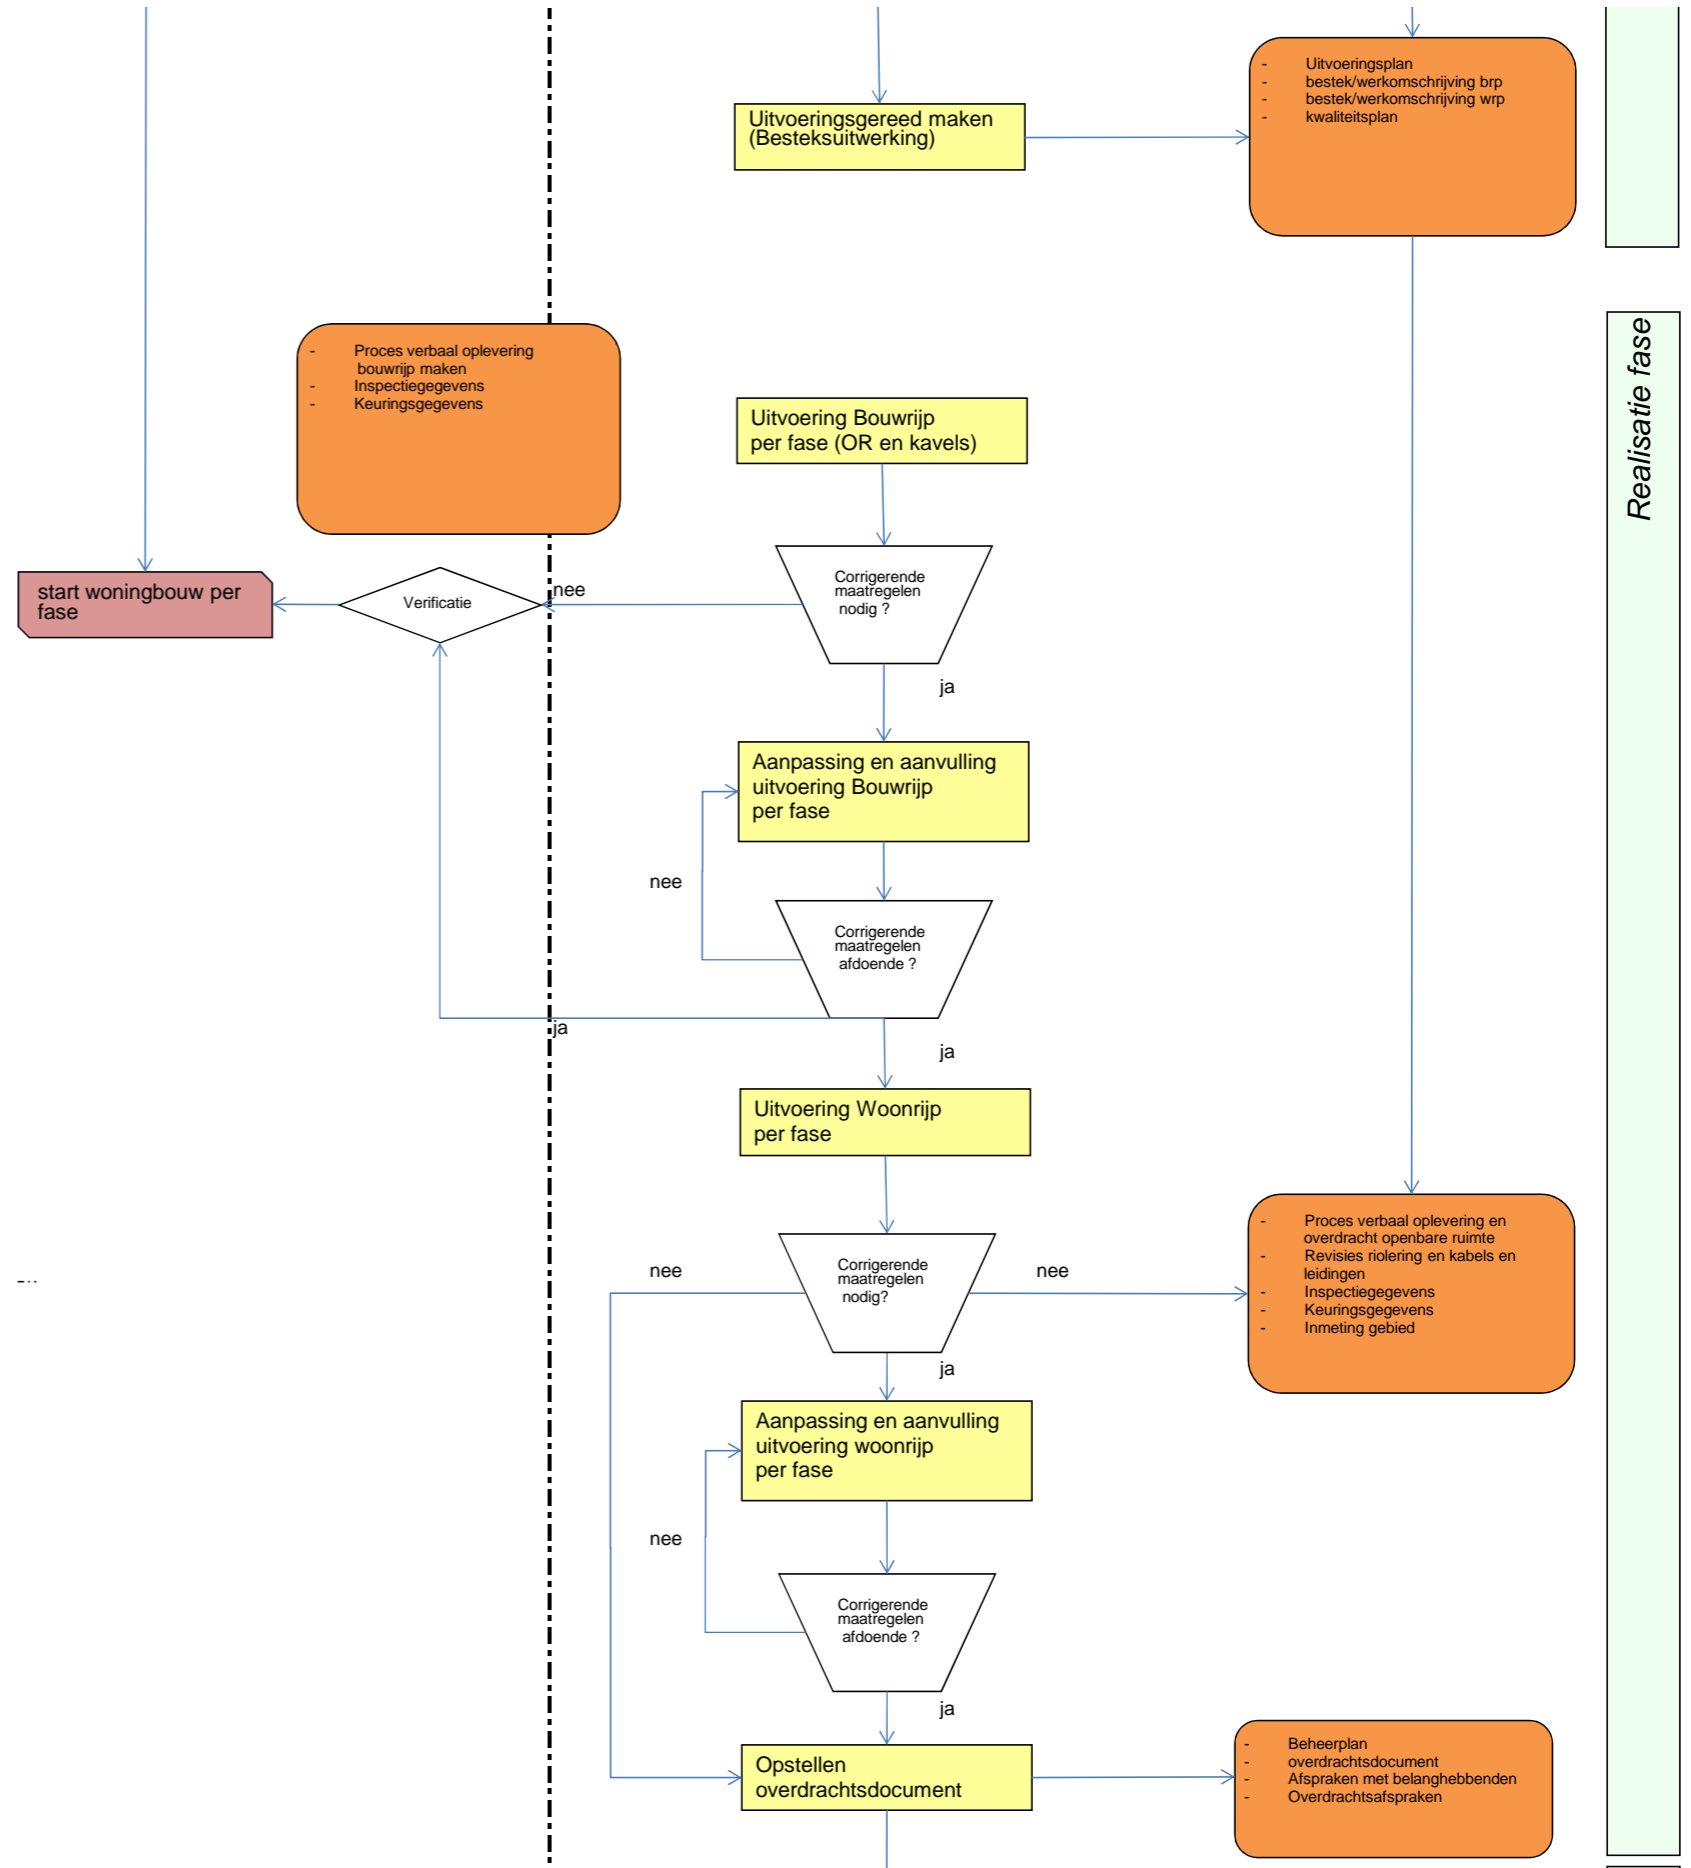 - Uitvoeringsplan
- bestek/werkomschrijving brp
- bestek/werkomschrijving wrp
- kwaliteitsplan
Uitvoeringsgereed maken
(Besteksuitwerking)
Realisatie fase
- Proces verbaal oplevering
bouwrijp maken
- Inspectiegegevens
- Keuringsgegevens
Uitvoering Bouwrijp
per fase (OR en kavels)
Corrigerende
maatregelen
nodig ?
nee
Verificatie
start woningbouw per
fase
ja
Aanpassing en aanvulling
uitvoering Bouwrijp
per fase
nee
Corrigerende
maatregelen
afdoende ?
ja
ja
Uitvoering Woonrijp
per fase
nee
Corrigerende
maatregelen
nodig?
nee
- Proces verbaal oplevering en
overdracht openbare ruimte
- Revisies riolering en kabels en
leidingen
- Inspectiegegevens
- Keuringsgegevens
- Inmeting gebied
ja
Aanpassing en aanvulling
uitvoering woonrijp
per fase
nee
Corrigerende
maatregelen
afdoende ?
ja
Opstellen
overdrachtsdocument
- Beheerplan
- overdrachtsdocument
- Afspraken met belanghebbenden
- Overdrachtsafspraken